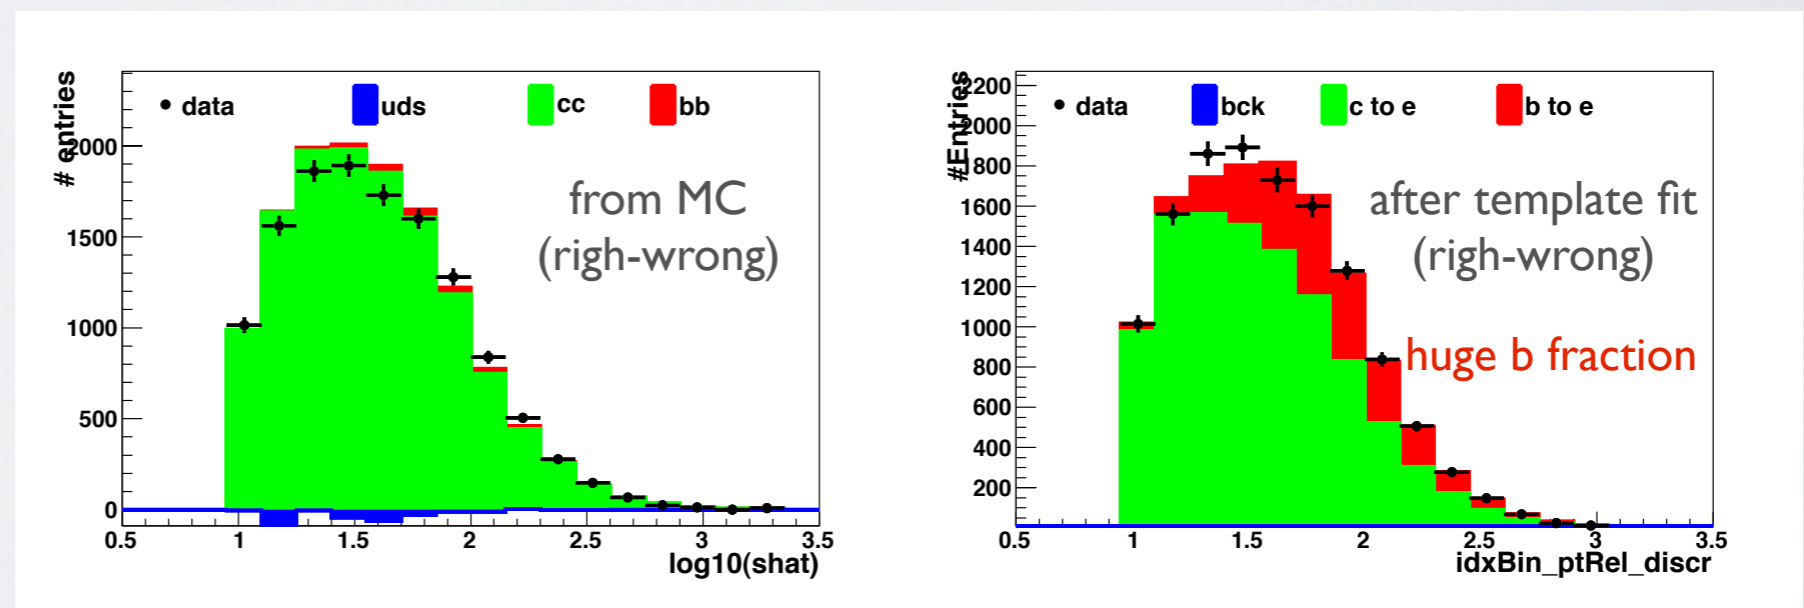 # entries
data
uds
cc
bb
from MC
(righ-wrong)
2000
1500
1000
500
0
0.5
1
1.5
2
2.5
3
3.5
log10(shat)
#Entries
data
bck
c to e
b to e
after template fit
(righ-wrong)
huge b fraction
2200
2000
1800
1600
1400
1200
1000
800
600
400
200
0.5
1
1.5
2
2.5
3
3.5
idxBin_ptRel_discr